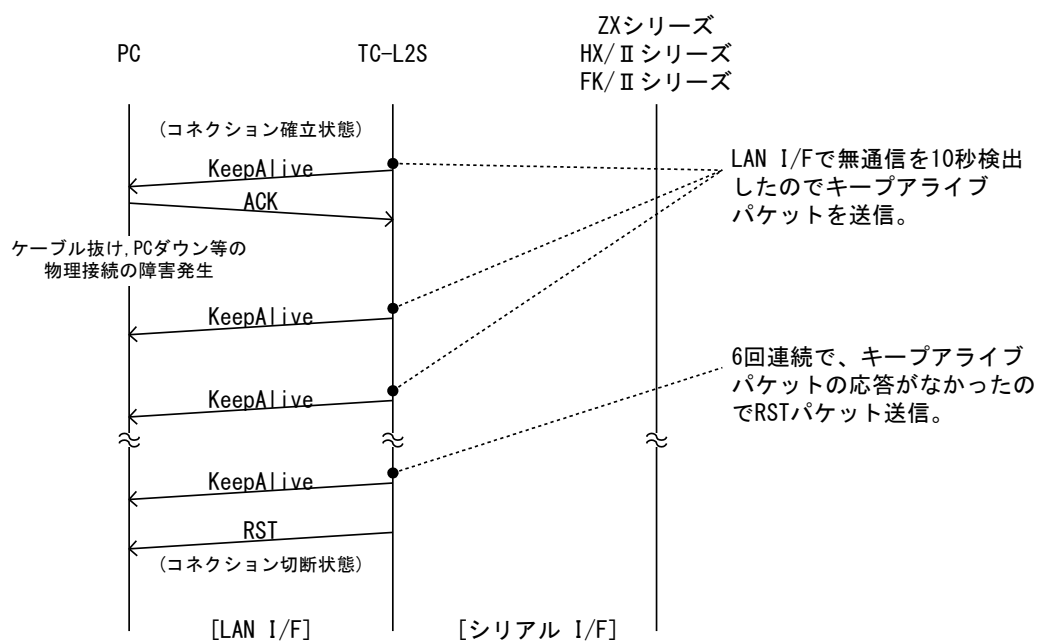 ZXシリーズ
HX/Ⅱシリーズ
FK/Ⅱシリーズ
PC
TC-L2S
(コネクション確立状態)
KeepAlive
ACK
LAN I/Fで無通信を10秒検出
したのでキープアライブ
パケットを送信。
ケーブル抜け,PCダウン等の
物理接続の障害発生
KeepAlive
KeepAlive
6回連続で、キープアライブ
パケットの応答がなかったの
でRSTパケット送信。
KeepAlive
RST
(コネクション切断状態)
[LAN I/F]
[シリアル I/F]